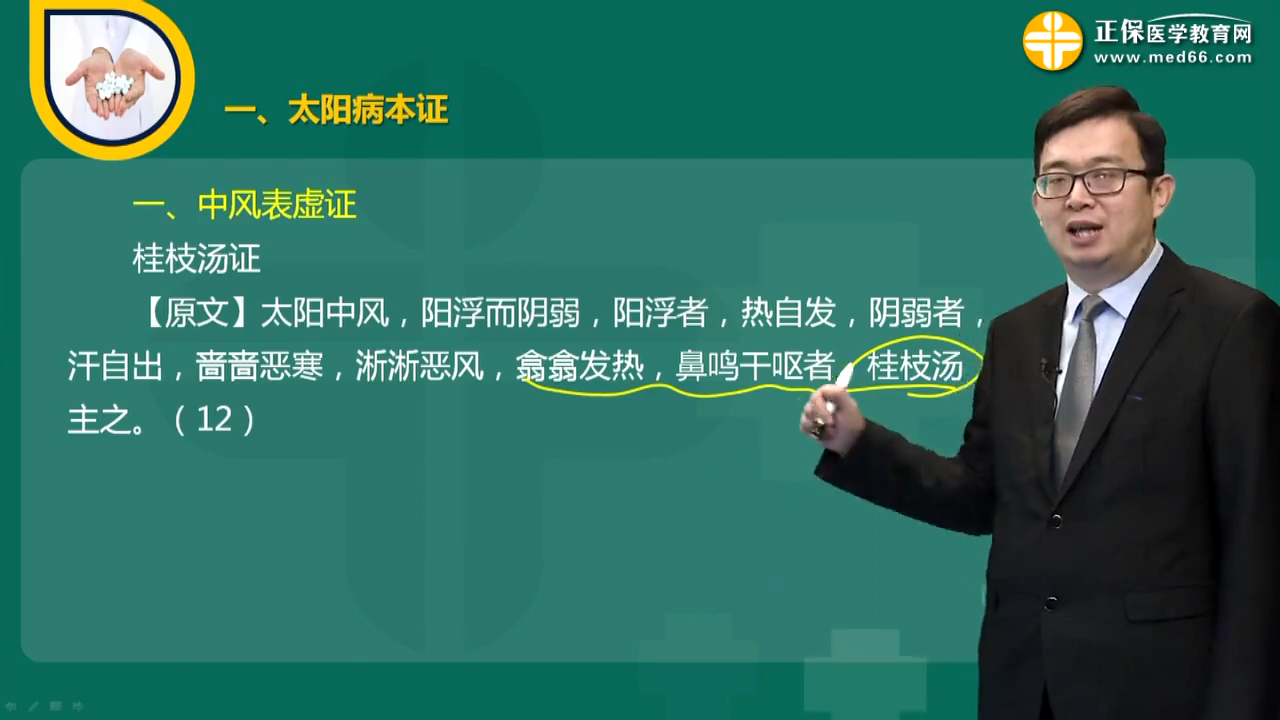 正保医学教育网
www.med66.com
一、太阳病本证
一、中风表虚证
桂枝汤证
【原文】太阳中风，阳浮而阴弱，阳浮者，热自发，阴弱者，
汗自出，啬啬恶寒，淅淅恶风，翕翕发热，鼻鸣干呕者，桂枝汤
主之。（12）